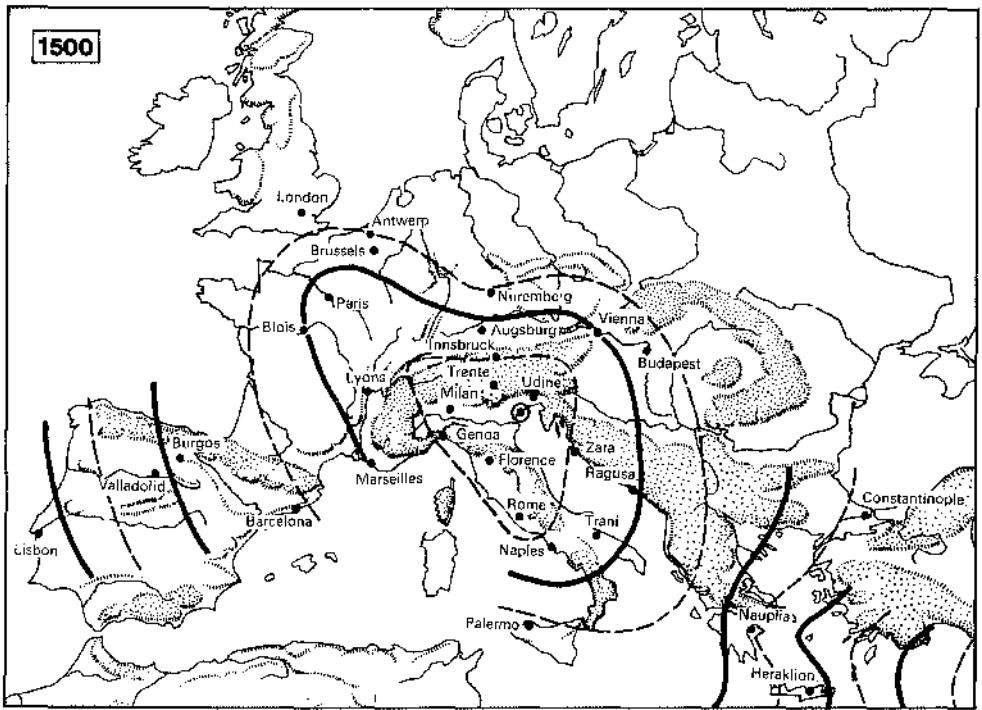 1500
London
Antwerp
Brussels
Nuremberg
Paris
Blois
Augsburg
Vienna
Innsbruck
Budapest
Lyons
Trente
Milan
Udine
Burgos
Genoa
Zara
Florence
Valladolid
Marseilles
Ragusa
Constantinople
Barcelona
Rome
Trani
Lisbon
Naples
Palermo
Nauplias
Heraklion